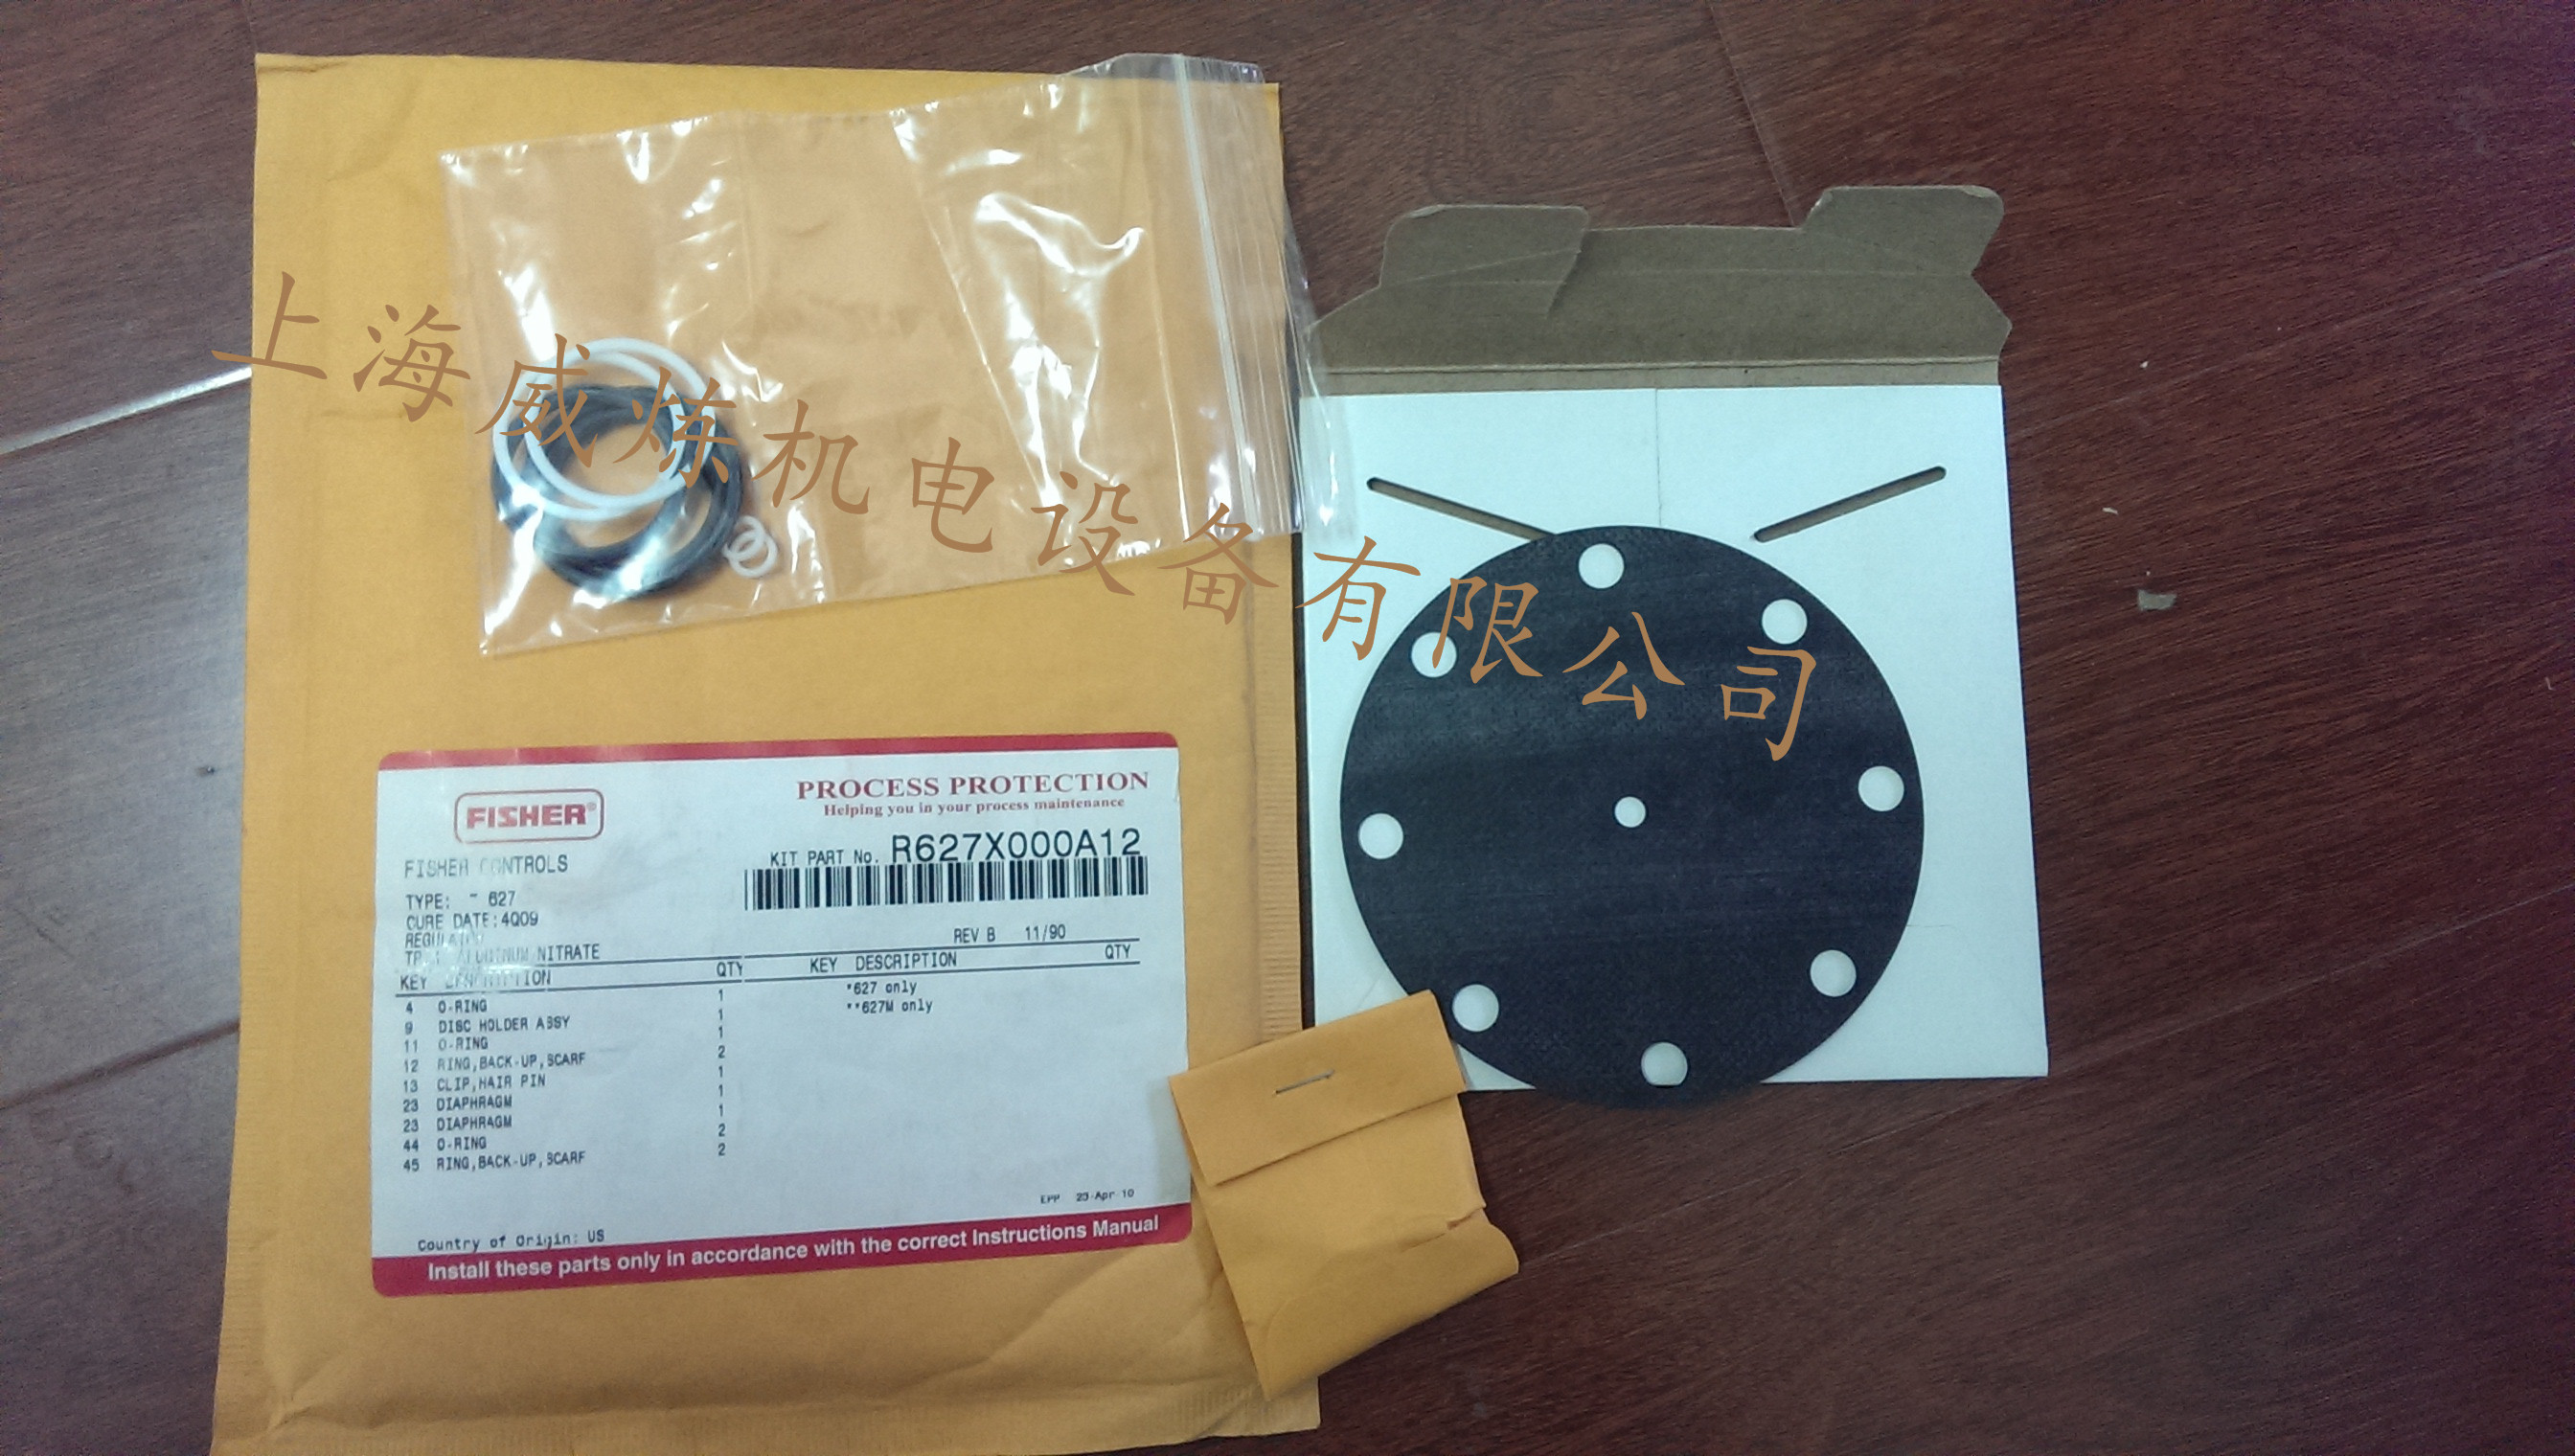 上海威炼机电设备有限公司
FISHER®
PROCESS PROTECTION
Helping you in your process maintenance
FISHER CONTROLS
KIT PART No. R627X000A12
TYPE: - 627
CURE DATE:4Q09
REGULATOR
REV B 11/90
ALUMINUM NITRATE
KEY DESCRIPTION QTY KEY DESCRIPTION QTY
4 O-RING 1 *627 only
9 DISC HOLDER ASSY 1 **627M only
11 O-RING 1
12 RING,BACK-UP,SCARF 2
13 CLIP,HAIR PIN 1
23 DIAPHRAGM 1
23 DIAPHRAGM 1
44 O-RING 2
45 RING,BACK-UP,SCARF 2
EPP 23-Apr 10
Country of Origin: US
Install these parts only in accordance with the correct Instructions Manual